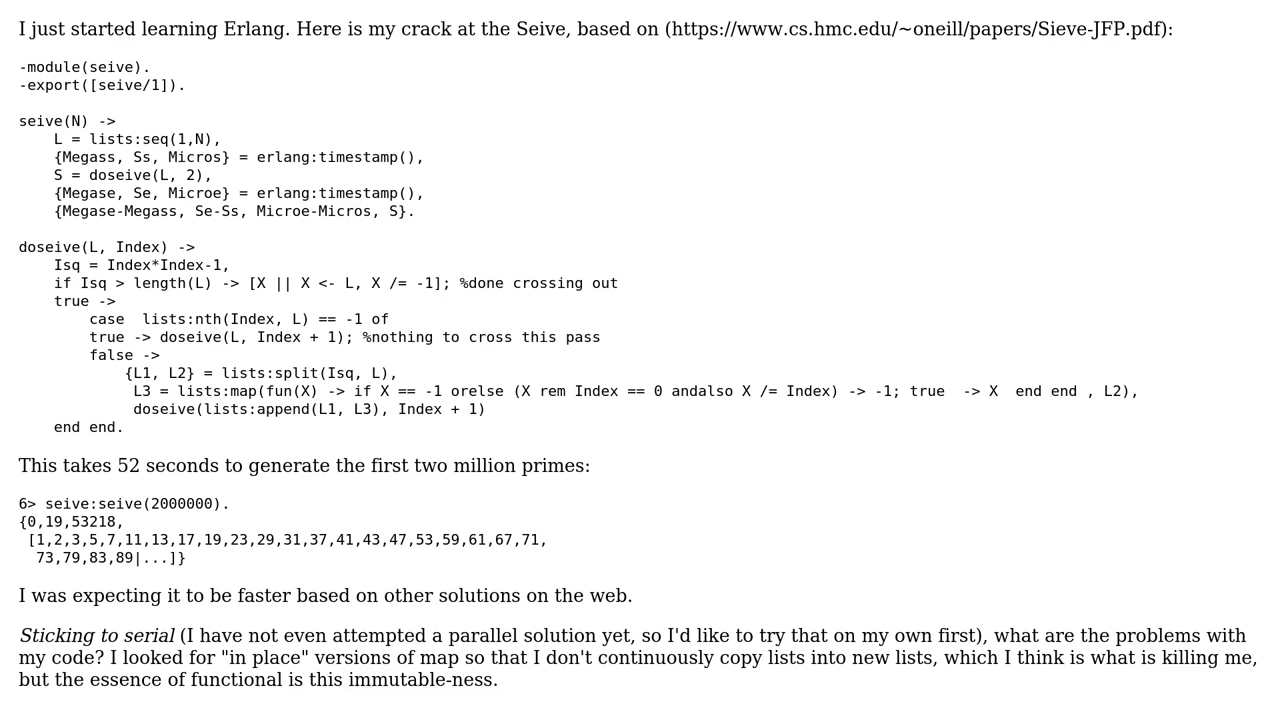 I just started learning Erlang. Here is my crack at the Seive, based on (https://www.cs.hmc.edu/~oneill/papers/Sieve-JFP.pdf):
-module(seive).
-export([seive/1]).
seive(N) ->
    L = lists:seq(1,N),
    {Megass, Ss, Micros} = erlang:timestamp(),
    S = doseive(L, 2),
    {Megase, Se, Microe} = erlang:timestamp(),
    {Megase-Megass, Se-Ss, Microe-Micros, S}.
doseive(L, Index) ->
    Isq = Index*Index-1,
    if Isq > length(L) -> [X || X <- L, X /= -1]; %done crossing out
    true ->
        case  lists:nth(Index, L) == -1 of
        true -> doseive(L, Index + 1); %nothing to cross this pass
        false ->
            {L1, L2} = lists:split(Isq, L),
             L3 = lists:map(fun(X) -> if X == -1 orelse (X rem Index == 0 andalso X /= Index) -> -1; true  -> X  end end , L2),
             doseive(lists:append(L1, L3), Index + 1)
    end end.
This takes 52 seconds to generate the first two million primes:
6> seive:seive(2000000).
{0,19,53218,
 [1,2,3,5,7,11,13,17,19,23,29,31,37,41,43,47,53,59,61,67,71,
  73,79,83,89|...]}
I was expecting it to be faster based on other solutions on the web.
Sticking to serial (I have not even attempted a parallel solution yet, so I'd like to try that on my own first), what are the problems with
my code? I looked for "in place" versions of map so that I don't continuously copy lists into new lists, which I think is what is killing me,
but the essence of functional is this immutable-ness.